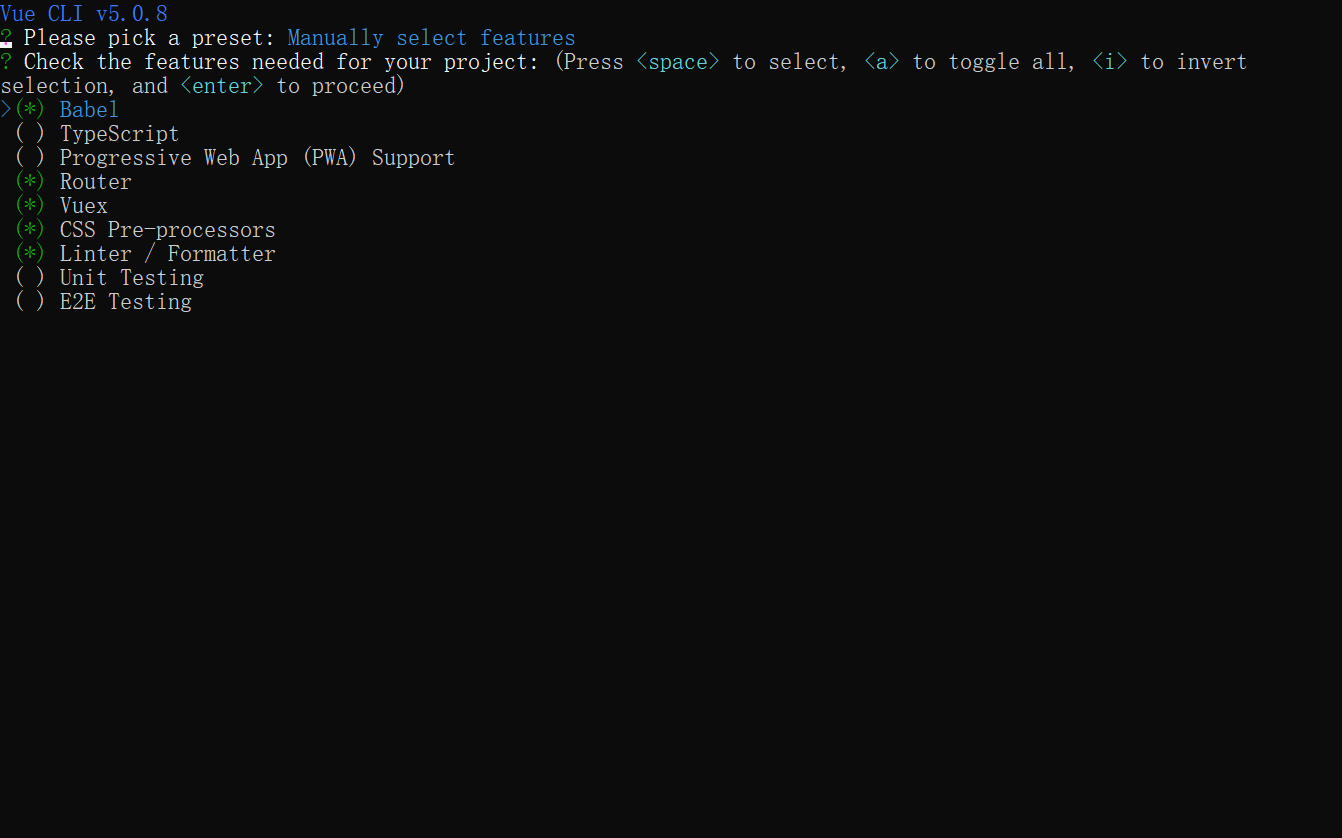 Vue CLI v5.0.8
? Please pick a preset: Manually select features
? Check the features needed for your project: (Press <space> to select, <a> to toggle all, <i> to invert
selection, and <enter> to proceed)
>(*) Babel
 ( ) TypeScript
 ( ) Progressive Web App (PWA) Support
 (*) Router
 (*) Vuex
 (*) CSS Pre-processors
 (*) Linter / Formatter
 ( ) Unit Testing
 ( ) E2E Testing